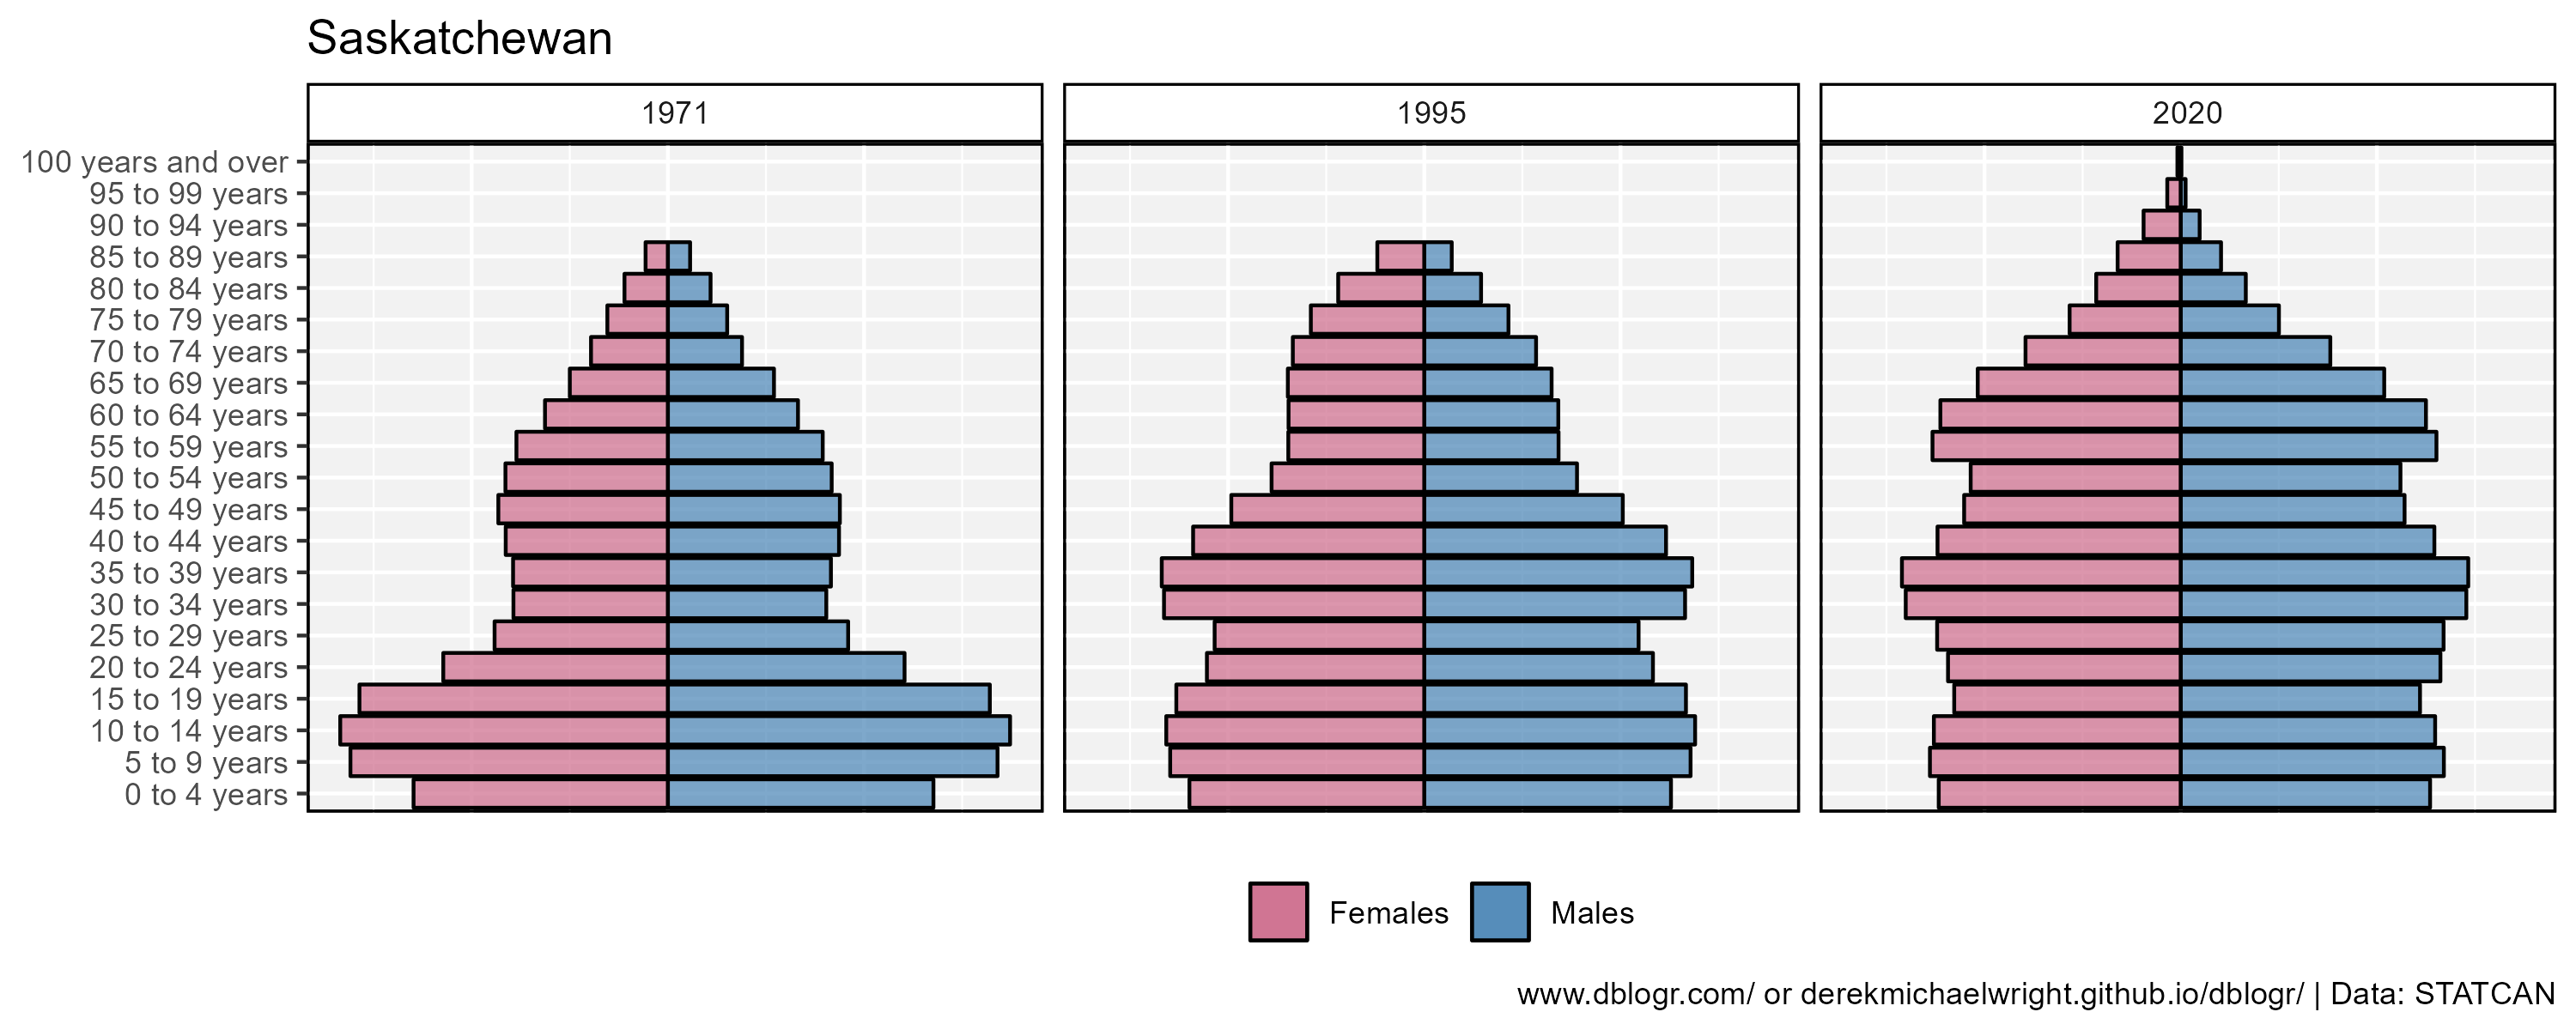 Saskatchewan
1971
1995
2020
100 years and over
95 to 99 years
90 to 94 years
85 to 89 years
80 to 84 years
75 to 79 years
70 to 74 years
65 to 69 years
60 to 64 years
55 to 59 years
50 to 54 years
45 to 49 years
40 to 44 years
35 to 39 years
30 to 34 years
25 to 29 years
20 to 24 years
15 to 19 years
10 to 14 years
5 to 9 years
0 to 4 years
Females
Males
www.dblogr.com/ or derekmichaelwright.github.io/dblogr/ | Data: STATCAN